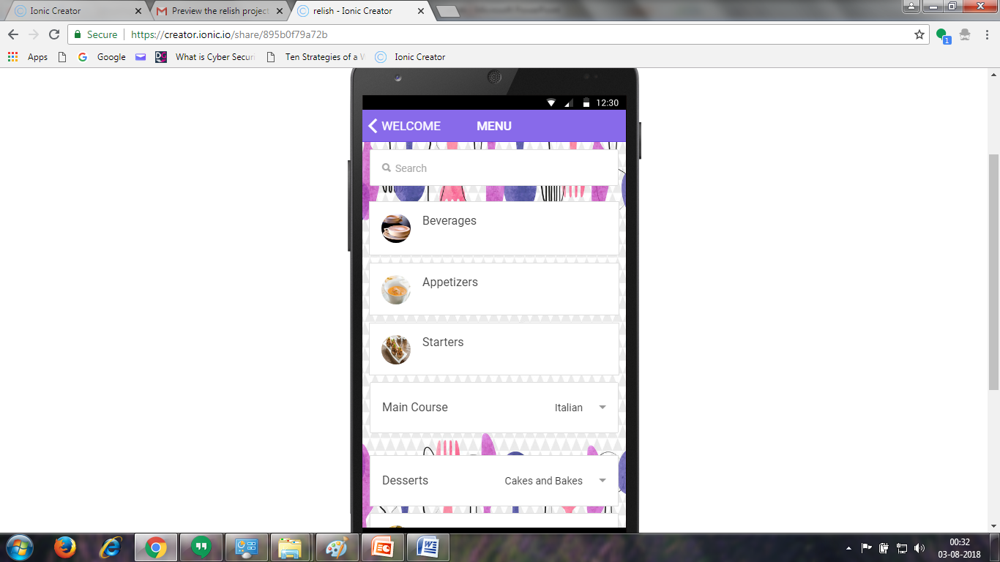 Ionic Creator
Preview the relish project
relish - Ionic Creator
Secure
https://creator.ionic.io/share/895b0f79a72b
1
Apps
Google
What is Cyber Securi
Ten Strategies of a W
Ionic Creator
12:30
WELCOME
MENU
Search
Beverages
Appetizers
Starters
Main Course Italian
Desserts Cakes and Bakes
00:32
03-08-2018